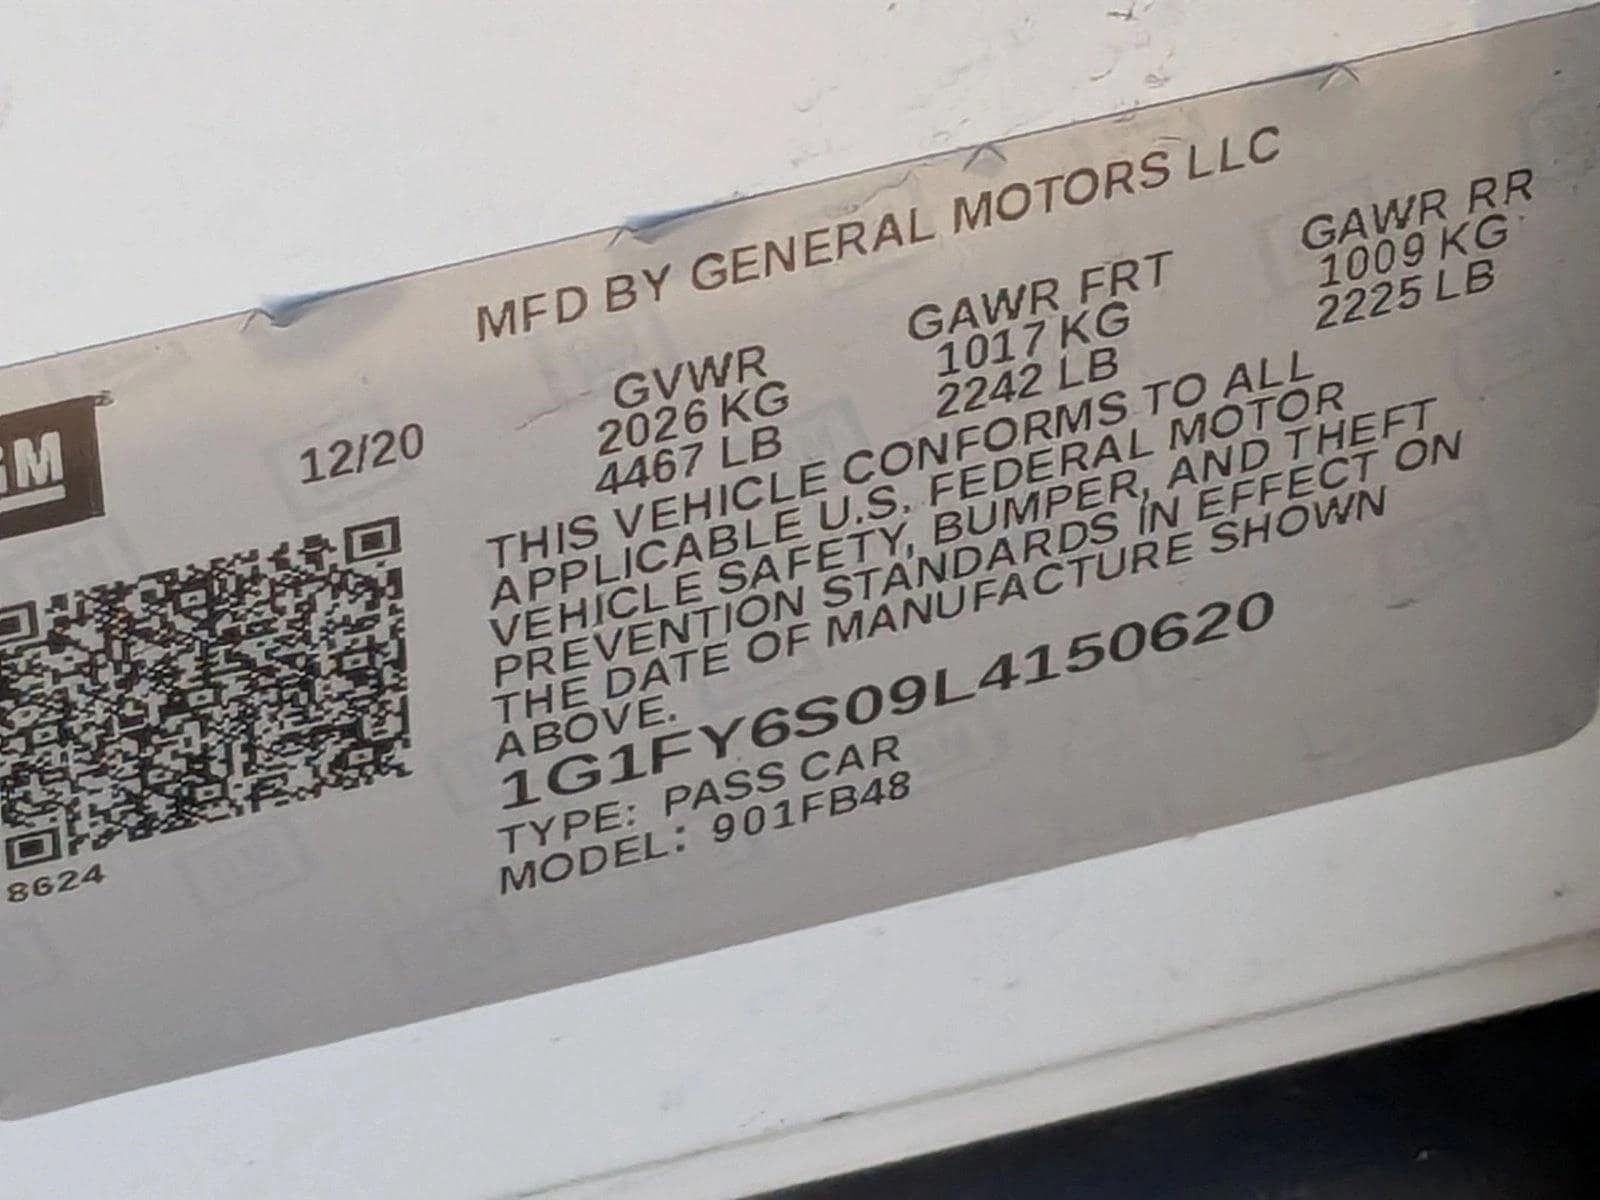 MFD BY GENERAL MOTORS LLC
GM
12/20
GVWR
2026 KG
4467 LB
GAWR FRT
1017 KG
2242 LB
GAWR RR
1009 KG
2225 LB
THIS VEHICLE CONFORMS TO ALL
APPLICABLE U.S. FEDERAL MOTOR
VEHICLE SAFETY, BUMPER, AND THEFT
PREVENTION STANDARDS IN EFFECT ON
THE DATE OF MANUFACTURE SHOWN
ABOVE.
1G1FY6S09L4150620
TYPE: PASS CAR
MODEL: 901FB48
8624